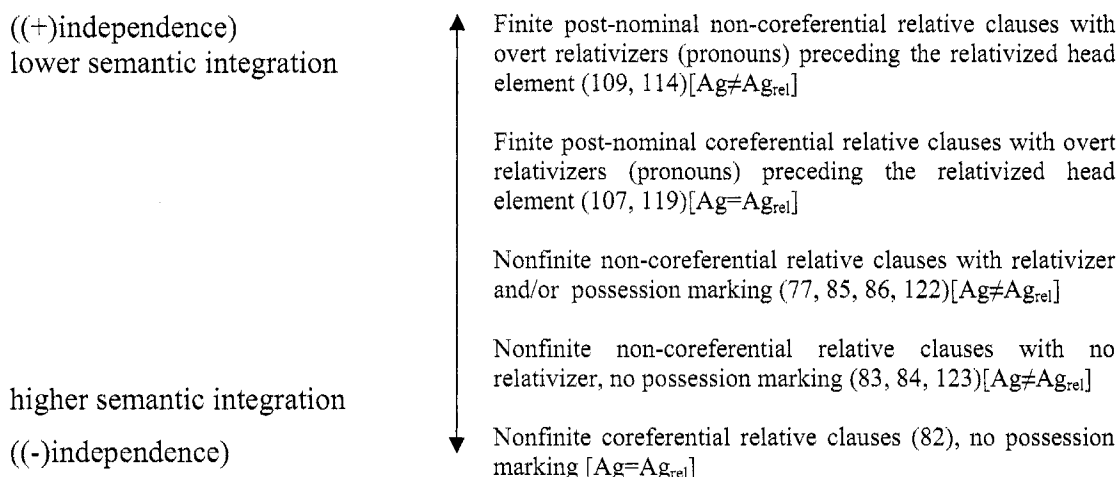 ((+)independence)
lower semantic integration
Finite post-nominal non-coreferential relative clauses with
overt relativizers (pronouns) preceding the relativized head
element (109, 114)[Ag≠Agrel]
Finite post-nominal coreferential relative clauses with overt
relativizers (pronouns) preceding the relativized head
element (107, 119)[Ag=Agrel]
Nonfinite non-coreferential relative clauses with relativizer
and/or possession marking (77, 85, 86, 122)[Ag≠Agrel]
Nonfinite non-coreferential relative clauses with no
relativizer, no possession marking (83, 84, 123)[Ag≠Agrel]
higher semantic integration
((-)independence)
Nonfinite coreferential relative clauses (82), no possession
marking [Ag=Agrel]